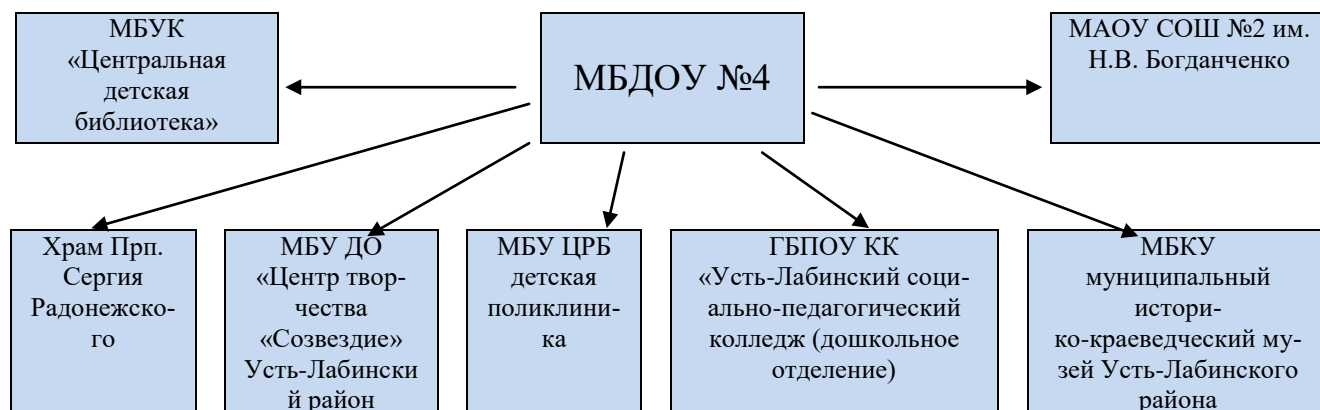 МБУК
«Центральная
детская
библиотека»
МБДОУ №4
МАОУ СОШ №2 им.
Н.В. Богданченко
Храм Прп.
Сергия
Радонежско-
го
МБУ ДО
«Центр твор-
чества
«Созвездие»
Усть-Лабински
й район
МБУ ЦРБ
детская
поликлини-
ка
ГБПОУ КК
«Усть-Лабинский соци-
ально-педагогический
колледж (дошкольное
отделение)
МБКУ
муниципальный
истори-
ко-краеведческий му-
зей Усть-Лабинского
района